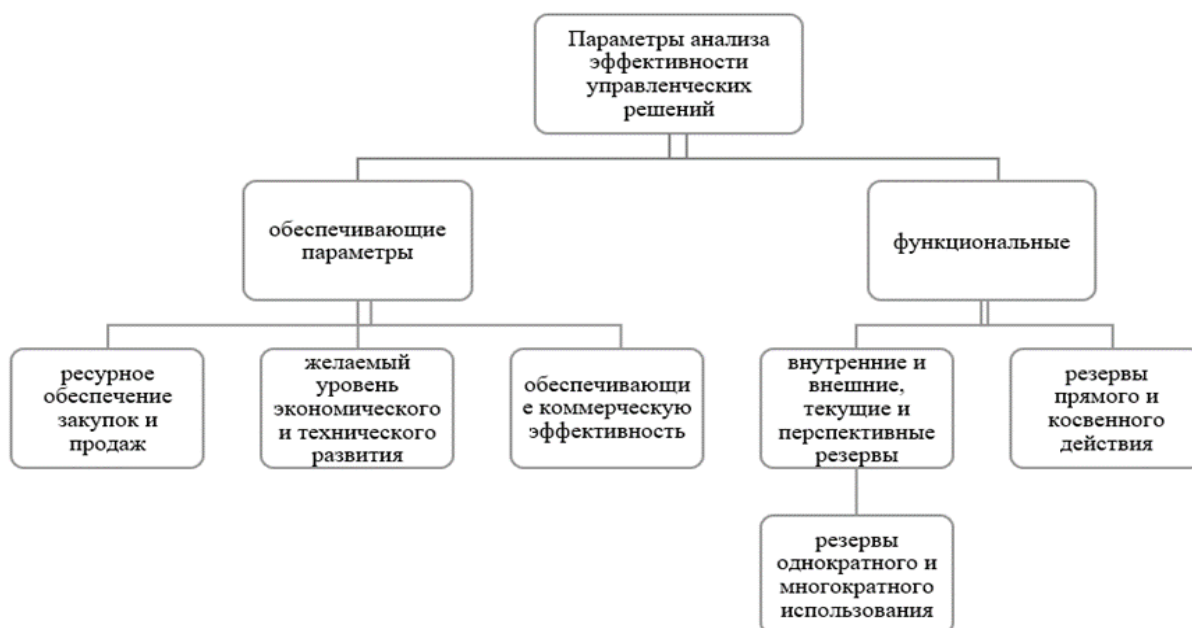 Параметры анализа
эффективности
управленческих
решений
обеспечивающие
параметры
функциональные
ресурное
обеспечение
закупок и
продаж
желаемый
уровень
экономического
и технического
развития
обеспечивающи
е коммерческую
эффективность
внутренние и
внешние,
текущие и
перспективные
резервы
резервы
прямого и
косвенного
действия
резервы
однократного и
многократного
использования